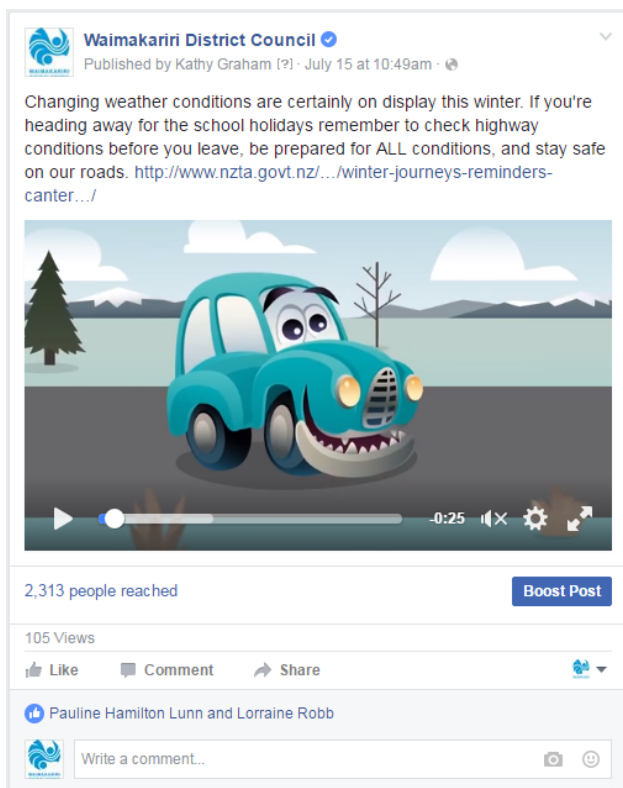 Waimakariri District Council
Published by Kathy Graham [?] · July 15 at 10:49am ·
Changing weather conditions are certainly on display this winter. If you're
heading away for the school holidays remember to check highway
conditions before you leave, be prepared for ALL conditions, and stay safe
on our roads. http://www.nzta.govt.nz/…/winter-journeys-reminders-
canter…/
-0:25
2,313 people reached
Boost Post
105 Views
Like Comment Share
Pauline Hamilton Lunn and Lorraine Robb
Write a comment...
WAIMAKARIRI